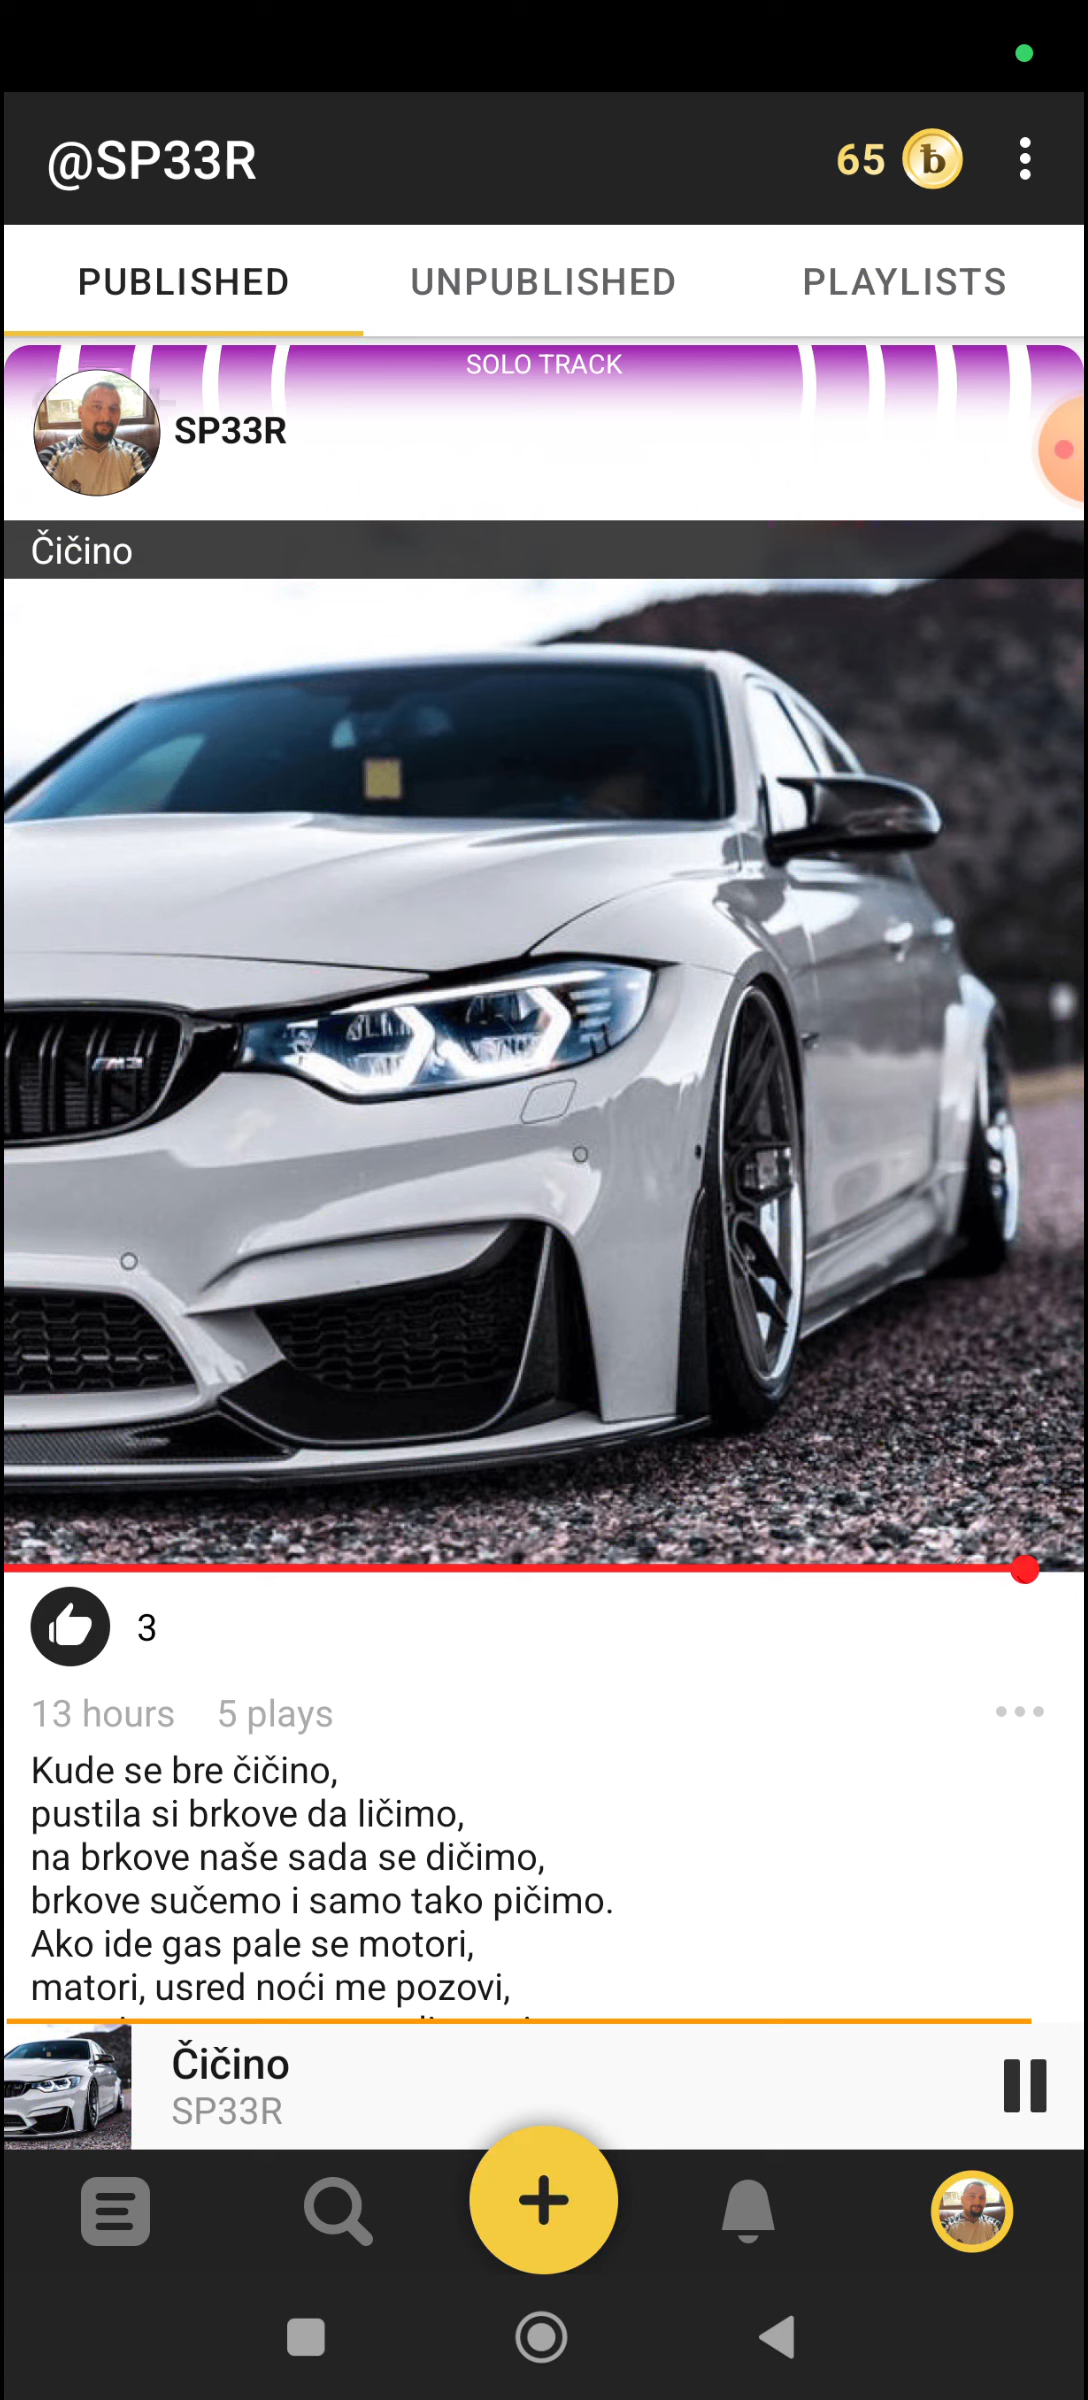 @SP33R
65
PUBLISHED
UNPUBLISHED
PLAYLISTS
SOLO TRACK
SP33R
Čičino
M3
3
13 hours
5 plays
Kude se bre čičino,
pustila si brkove da ličimo,
na brkove naše sada se dičimo,
brkove sučemo i samo tako pičimo.
Ako ide gas pale se motori,
matori, usred noći me pozovi,
Čičino
SP33R